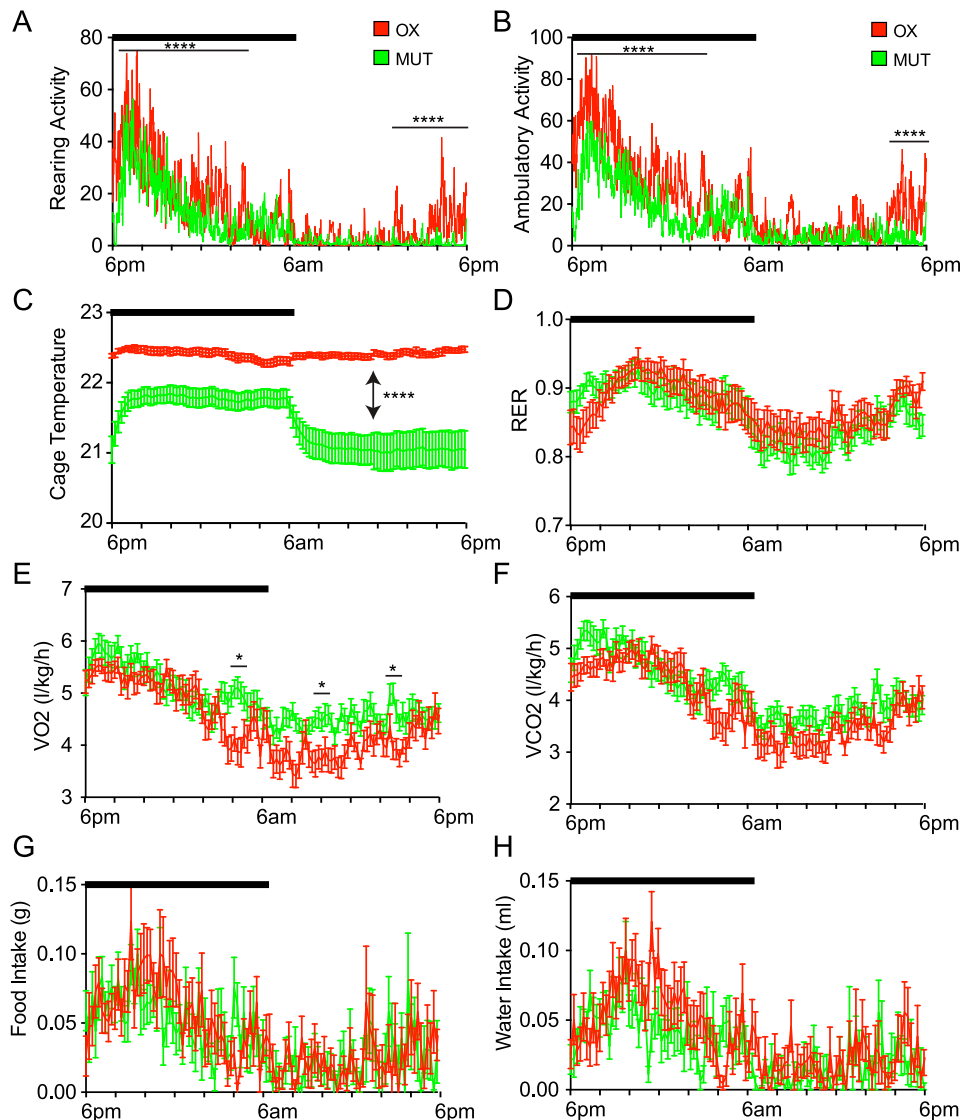 A
B
80
60
40
20
0
Rearing Activity
****
****
OX
MUT
6pm
6am
6pm
100
80
60
40
20
0
Ambulatory Activity
****
****
OX
MUT
6pm
6am
6pm
C
D
23
22
21
20
Cage Temperature
****
6pm
6am
6pm
1.0
0.9
0.8
0.7
RER
6pm
6am
6pm
E
F
7
6
5
4
3
VO2 (l/kg/h)
*
*
*
6pm
6am
6pm
6
5
4
3
2
VCO2 (l/kg/h)
6pm
6am
6pm
G
H
0.15
0.10
0.05
0.00
Food Intake (g)
6pm
6am
6pm
0.15
0.10
0.05
0.00
Water Intake (ml)
6pm
6am
6pm